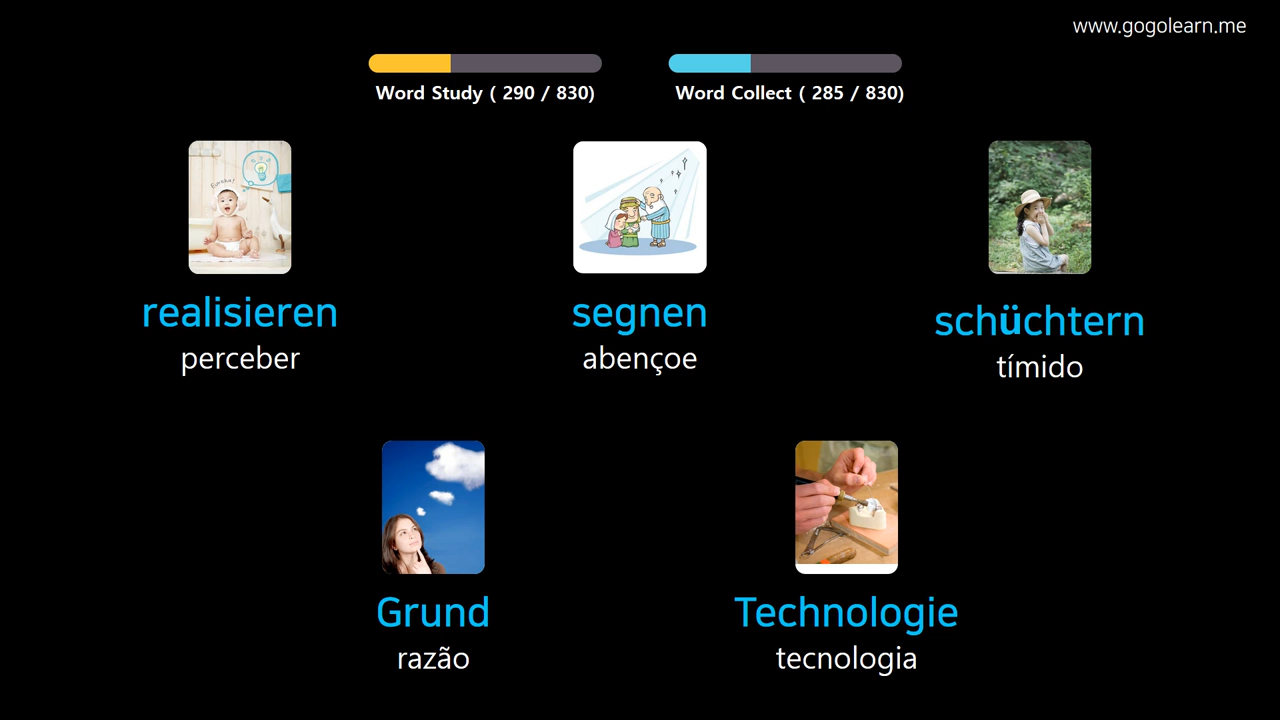 www.gogolearn.me
Word Study ( 290 / 830)
Word Collect ( 285 / 830)
Eureka!
realisieren
perceber
segnen
abençoe
schüchtern
tímido
Grund
razão
Technologie
tecnologia